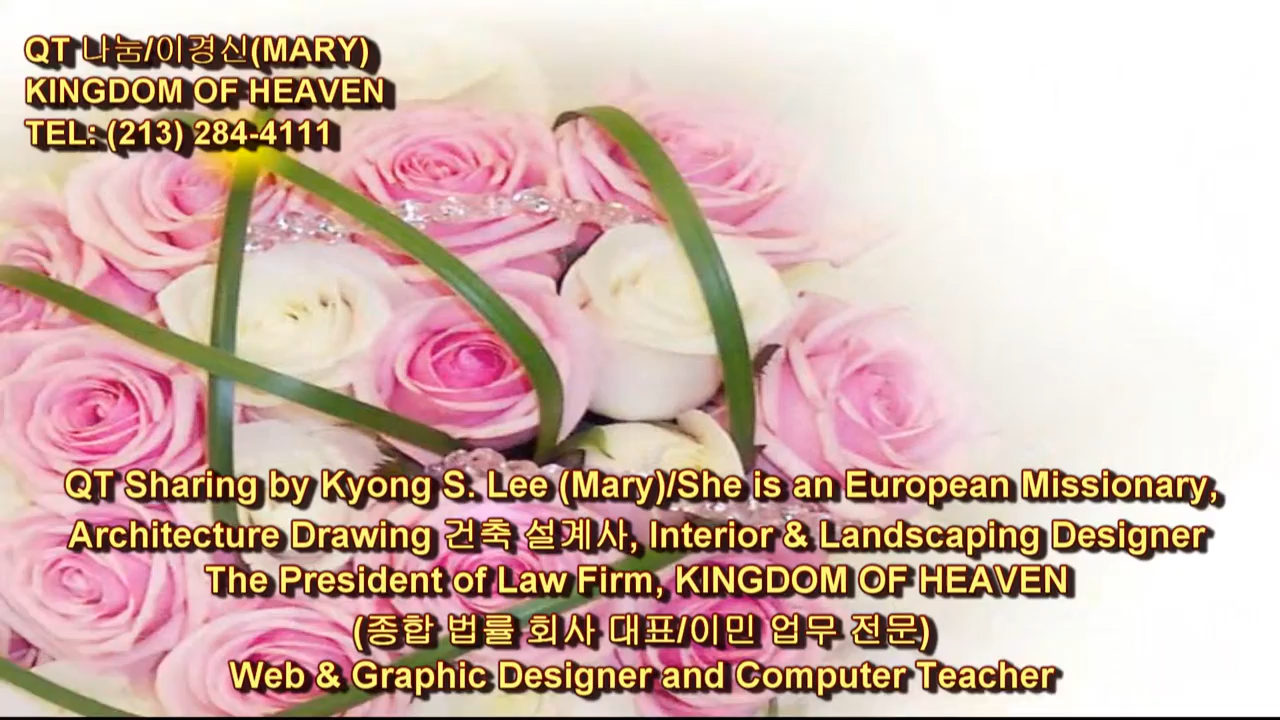 QT 나눔/이경신(MARY)
KINGDOM OF HEAVEN
TEL: (213) 284-4111
QT Sharing by Kyong S. Lee (Mary)/She is an European Missionary,
Architecture Drawing 건축 설계사, Interior & Landscaping Designer
The President of Law Firm, KINGDOM OF HEAVEN
(종합 법률 회사 대표/이민 업무 전문)
Web & Graphic Designer and Computer Teacher